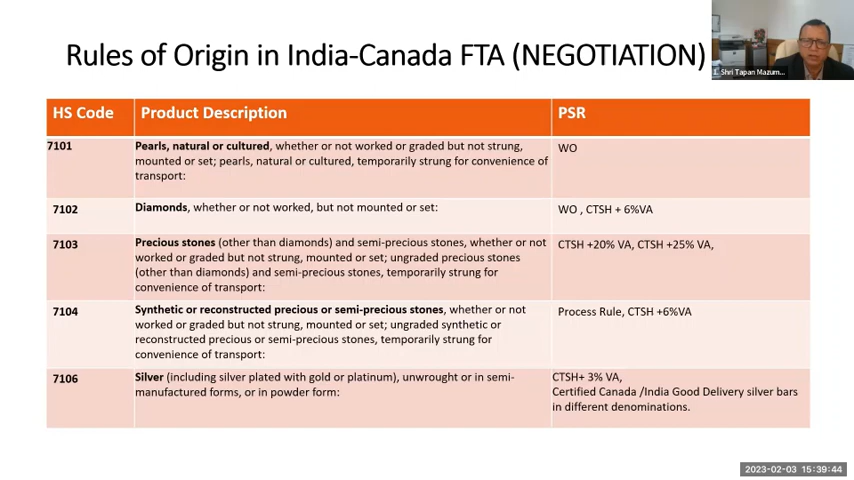 Rules of Origin in India-Canada FTA (NEGOTIATION)
1. Shri Tapan Mazum...
HS Code
Product Description
PSR
7101
Pearls, natural or cultured, whether or not worked or graded but not strung,
mounted or set; pearls, natural or cultured, temporarily strung for convenience of
transport:
WO
7102
Diamonds, whether or not worked, but not mounted or set:
WO , CTSH + 6%VA
7103
Precious stones (other than diamonds) and semi-precious stones, whether or not
worked or graded but not strung, mounted or set; ungraded precious stones
(other than diamonds) and semi-precious stones, temporarily strung for
convenience of transport:
CTSH +20% VA, CTSH +25% VA,
7104
Synthetic or reconstructed precious or semi-precious stones, whether or not
worked or graded but not strung, mounted or set; ungraded synthetic or
reconstructed precious or semi-precious stones, temporarily strung for
convenience of transport:
Process Rule, CTSH +6%VA
7106
Silver (including silver plated with gold or platinum), unwrought or in semi-
manufactured forms, or in powder form:
CTSH+ 3% VA,
Certified Canada /India Good Delivery silver bars
in different denominations.
2023-02-03 15:39:44